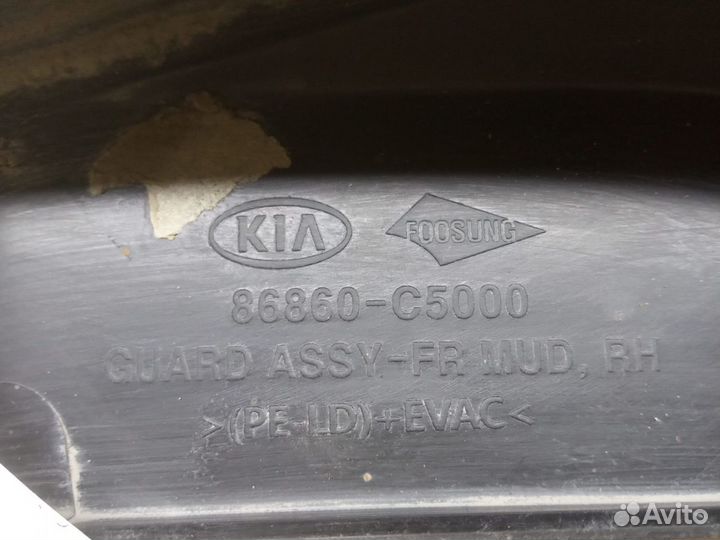 KIA FOOSUNG
86860-C5000
GUARD ASSY-FR MUD, RH
>(PE-LD)+EVAC<
Avito